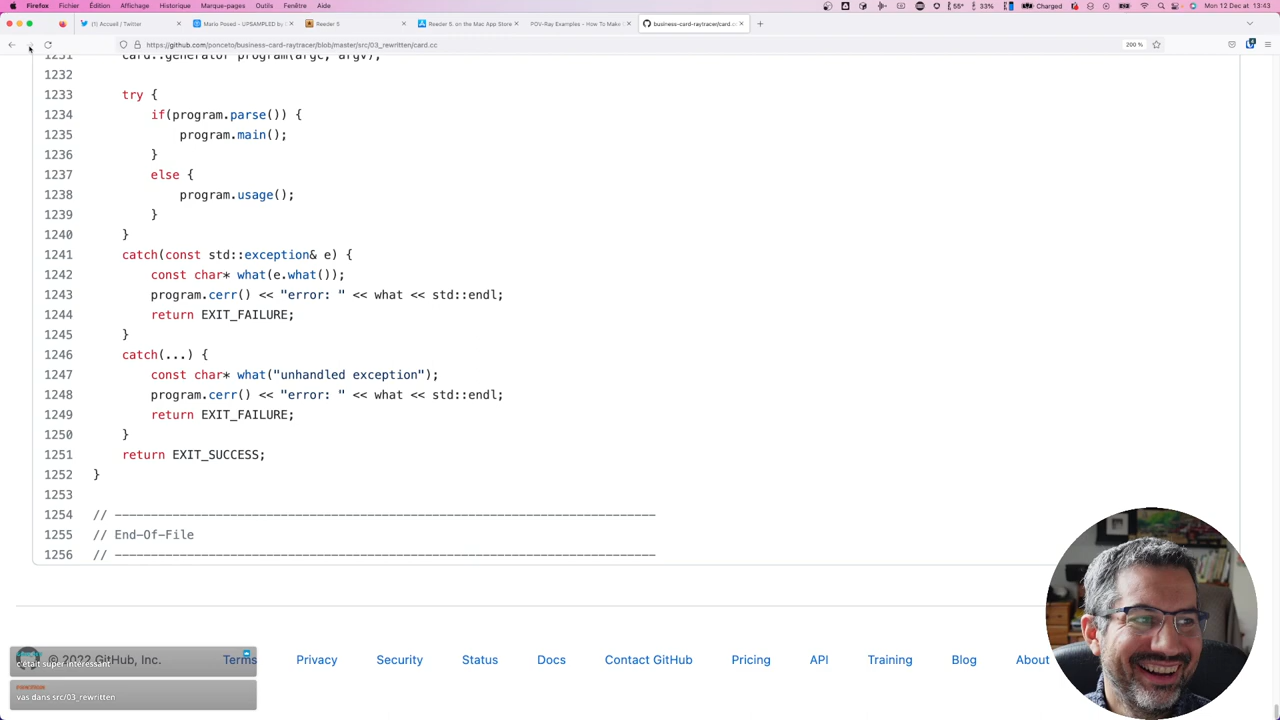 Firefox Fichier Édition Affichage Historique Marque-pages Outils Fenêtre Aide
33% Charged Mon 12 Dec at 13:43
(1) Accueil / Twitter
Mario Posed - UPSAMPLED by
Reeder 5
Reeder 5. on the Mac App Store
POV-Ray Examples - How To Make
business-card-raytracer/card.c
https://github.com/ponceto/business-card-raytracer/blob/master/src/03_rewritten/card.cc
200 %
1231 card::generator program(argc, argv);
1232
1233 try {
1234 if(program.parse()) {
1235 program.main();
1236 }
1237 else {
1238 program.usage();
1239 }
1240 }
1241 catch(const std::exception& e) {
1242 const char* what(e.what());
1243 program.cerr() << "error: " << what << std::endl;
1244 return EXIT_FAILURE;
1245 }
1246 catch(...) {
1247 const char* what("unhandled exception");
1248 program.cerr() << "error: " << what << std::endl;
1249 return EXIT_FAILURE;
1250 }
1251 return EXIT_SUCCESS;
1252 }
1253
1254 // ---------------------------------------------------------------------------
1255 // End-Of-File
1256 // ---------------------------------------------------------------------------
© 2022 GitHub, Inc. Terms Privacy Security Status Docs Contact GitHub Pricing API Training Blog About
c'était super intéressant
vas dans src/03_rewritten